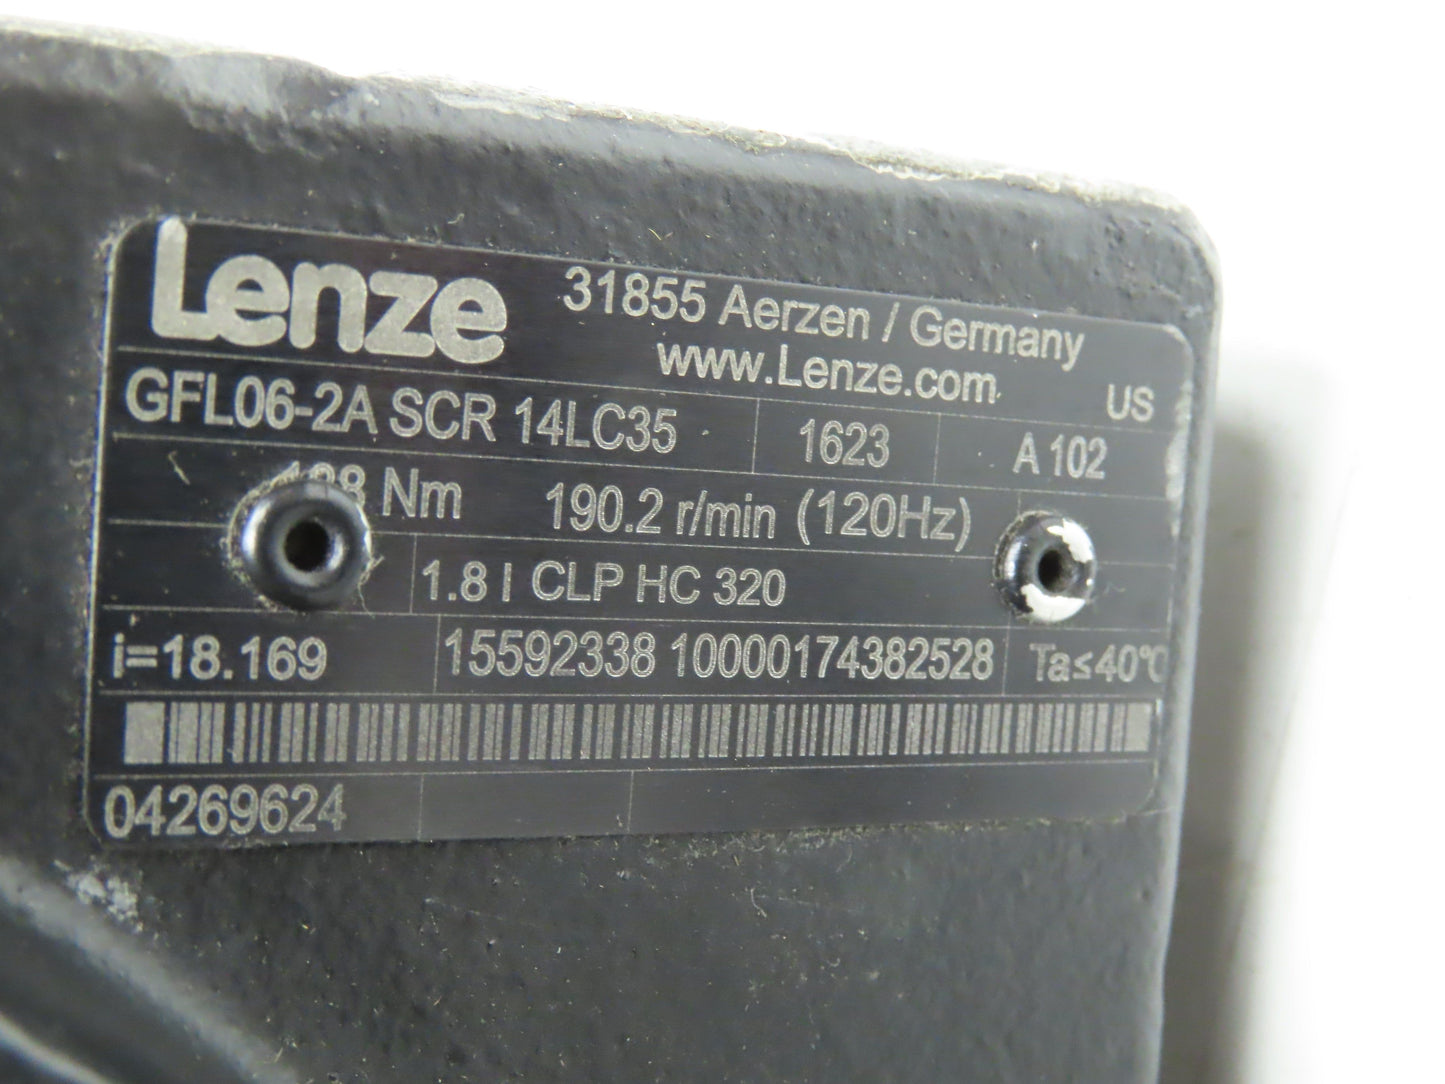 Lenze
31855 Aerzen / Germany
www.Lenze.com
US
GFL06-2A SCR 14LC35 1623 A 102
Nm 190.2 r/min (120Hz)
1.8 l CLP HC 320
i=18.169 15592338 10000174382528 Ta≤40°C
04269624